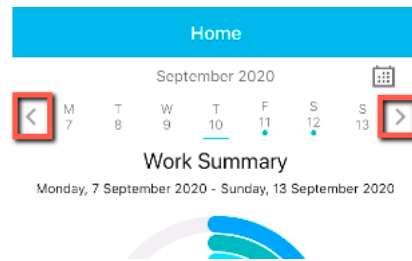 Home
September 2020
< M T W T F S S >
7 8 9 10 11 12 13
Work Summary
Monday, 7 September 2020 - Sunday, 13 September 2020